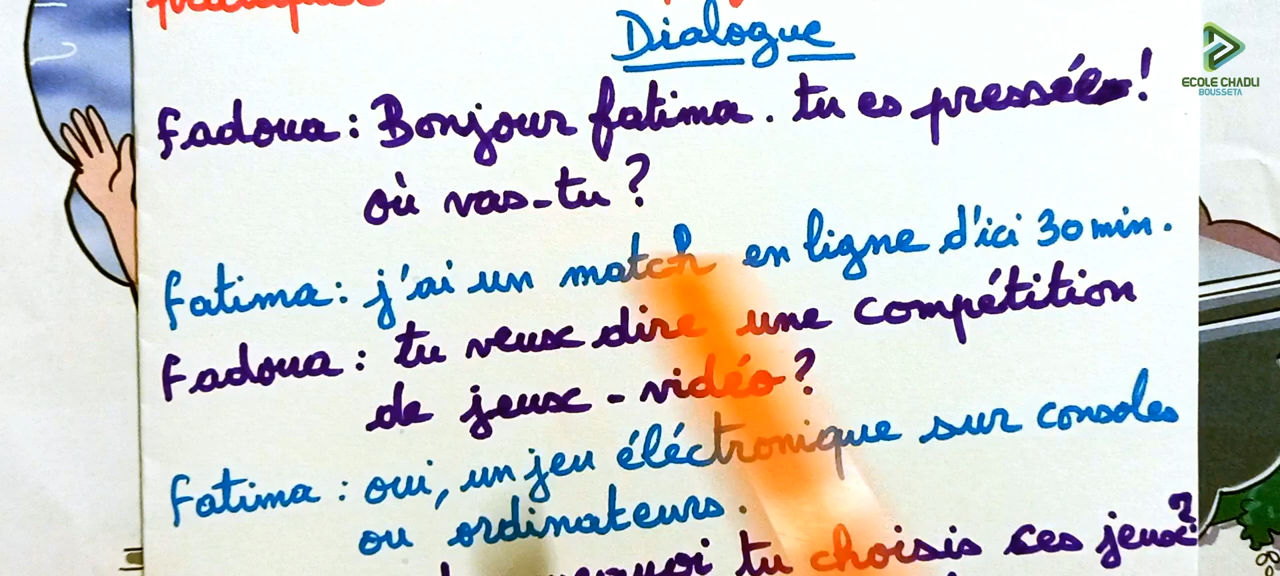 Dialogue
Fadoua : Bonjour fatima. tu es pressée!
où vas-tu ?
Fatima : j'ai un match en ligne d'ici 30 min.
Fadoua : tu veux dire une compétition
de jeux-vidéo ?
Fatima : oui, un jeu éléctronique sur consoles
ou ordinateurs.
tu choisis ces jeux ?
ECOLE CHADLI
BOUSSETA